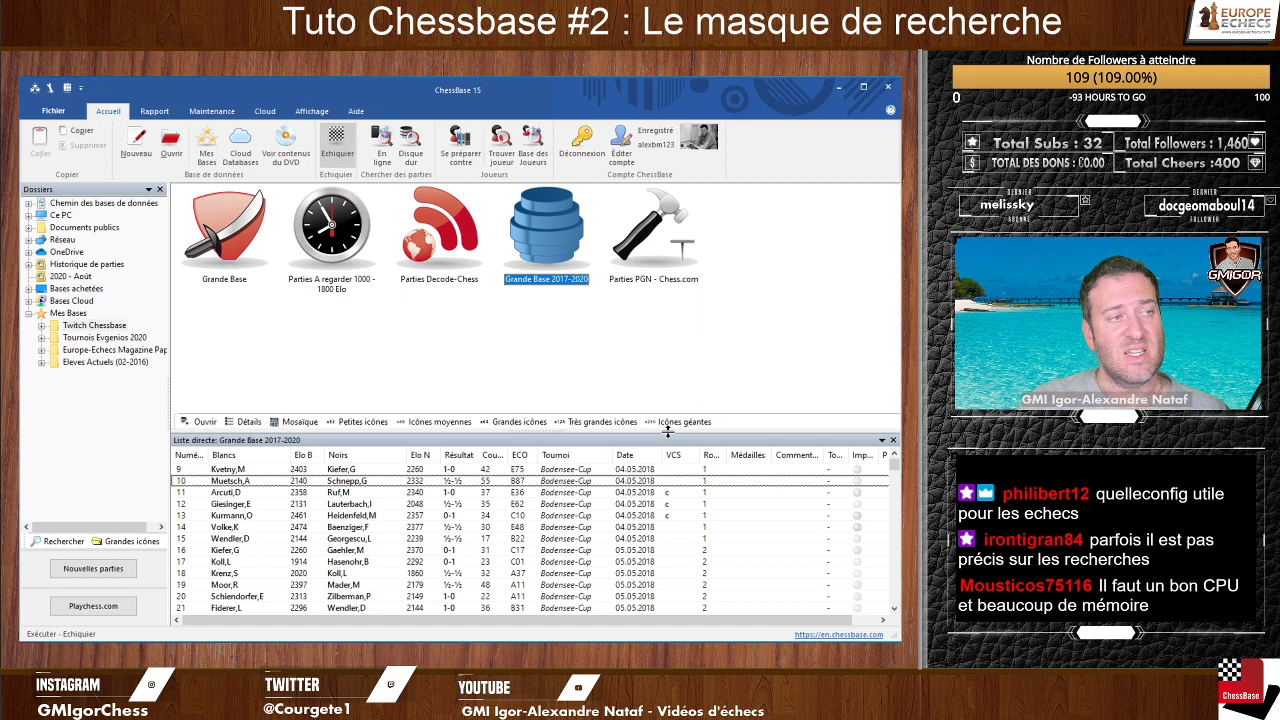 Tuto Chessbase #2 : Le masque de recherche
EUROPE
ECHECS
www.europe-echecs.com
ChessBase 15
Fichier Accueil Rapport Maintenance Cloud Affichage Aide
Coller Copier Supprimer
Nouveau Ouvrir Mes Bases Cloud Databases Voir contenus du DVD Echiquier En ligne Disque dur Se préparer contre Trouver joueur Base des Joueurs Déconnexion Éditer compte Enregistré alexbm123
Copier Base de données Echiquier Chercher des parties Joueurs Compte ChessBase
Dossiers
Chemin des bases de données
Ce PC
Documents publics
Réseau
OneDrive
Historique de parties
2020 - Août
Bases achetées
Bases Cloud
Mes Bases
Twitch Chessbase
Tournois Evgenios 2020
Europe-Echecs Magazine Pap
Eleves Actuels (02-2016)
Rechercher Grandes icônes
Nouvelles parties
Playchess.com
Grande Base
Parties A regarder 1000 - 1800 Elo
Parties Decode-Chess
Grande Base 2017-2020
Parties PGN - Chess.com
Ouvrir Détails Mosaïque Petites icônes Icônes moyennes Grandes icônes Très grandes icônes Icônes géantes
Liste directe: Grande Base 2017-2020
Numé... Blancs Elo B Noirs Elo N Résultat Cou... ECO Tournoi Date VCS Ro... Médailles Comment... To... Imp... P
9 Kvetny,M 2403 Kiefer,G 2260 1-0 42 E75 Bodensee-Cup 04.05.2018 1 -
10 Muetsch,A 2140 Schnepp,G 2332 ½-½ 55 B87 Bodensee-Cup 04.05.2018 1 -
11 Arcuti,D 2358 Ruf,M 2340 1-0 37 E36 Bodensee-Cup 04.05.2018 c 1 -
12 Giesinger,E 2131 Lauterbach,I 2048 ½-½ 35 E62 Bodensee-Cup 04.05.2018 c 1 -
13 Kurmann,O 2461 Heidenfeld,M 2357 0-1 34 C10 Bodensee-Cup 04.05.2018 c 1 -
14 Volke,K 2474 Baenziger,F 2377 ½-½ 30 E48 Bodensee-Cup 04.05.2018 1 -
15 Wendler,D 2144 Georgescu,L 2239 ½-½ 17 B22 Bodensee-Cup 04.05.2018 1 -
16 Kiefer,G 2260 Gaehler,M 2370 0-1 31 C17 Bodensee-Cup 05.05.2018 2 -
17 Koll,L 1914 Hasenohr,B 2292 0-1 23 C01 Bodensee-Cup 05.05.2018 2 -
18 Krenz,S 2020 Koll,L 1860 ½-½ 32 A37 Bodensee-Cup 05.05.2018 2 -
19 Moor,R 2397 Mader,M 2179 ½-½ 48 A11 Bodensee-Cup 05.05.2018 2 -
20 Schiendorfer,E 2313 Zilberman,P 2149 1-0 22 A11 Bodensee-Cup 05.05.2018 2 -
21 Fiderer,L 2296 Wendler,D 2144 1-0 36 B31 Bodensee-Cup 05.05.2018 2 -
Exécuter - Echiquier
https://en.chessbase.com
Nombre de Followers à atteindre
109 (109.00%)
0 -93 HOURS TO GO 100
Total Subs : 32
Total Followers : 1,460
TOTAL DES DONS : €0.00
Total Cheers :400
DERNIER
melissky
ABONNÉ
DERNIER
docgeomaboul14
FOLLOWER
GMIGOR
GMI Igor-Alexandre Nataf
philibert12 quelleconfig utile
pour les echecs
irontigran84 parfois il est pas
précis sur les recherches
Mousticos75116 Il faut un bon CPU
et beaucoup de mémoire
INSTAGRAM
GMIgorChess
TWITTER
@Courgete1
YOUTUBE
GMI Igor-Alexandre Nataf - Vidéos d'échecs
ChessBase